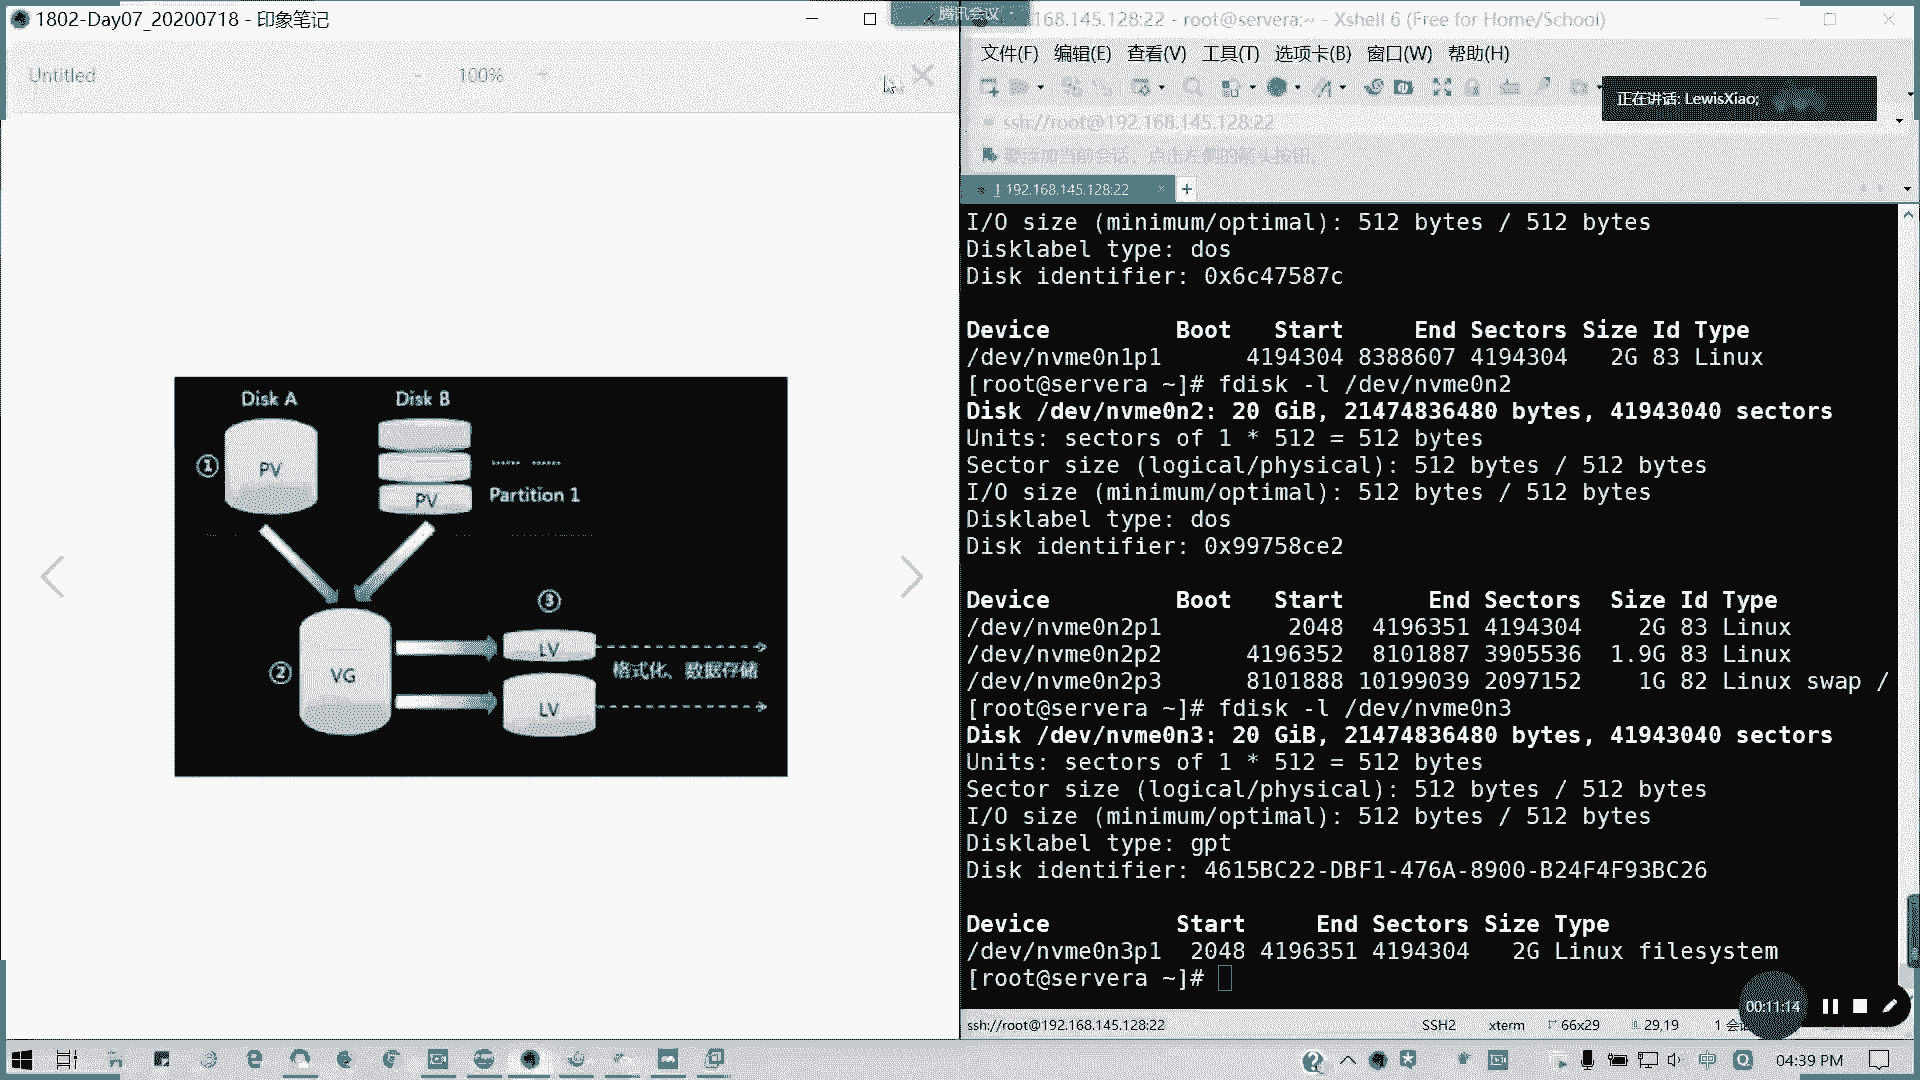 1802-Day07_20200718 - 印象笔记
腾讯会议
Untitled
100%
Disk A
Disk B
①
PV
PV
Partition 1
②
VG
③
LV
LV
格式化、数据存储
168.145.128:22 - root@servera:~ - Xshell 6 (Free for Home/School)
文件(F) 编辑(E) 查看(V) 工具(T) 选项卡(B) 窗口(W) 帮助(H)
正在讲话: LewisXiao;
ssh://root@192.168.145.128:22
要添加当前会话，点击左侧的箭头按钮。
1 192.168.145.128:22
I/O size (minimum/optimal): 512 bytes / 512 bytes
Disklabel type: dos
Disk identifier: 0x6c47587c
Device Boot Start End Sectors Size Id Type
/dev/nvme0n1p1 4194304 8388607 4194304 2G 83 Linux
[root@servera ~]# fdisk -l /dev/nvme0n2
Disk /dev/nvme0n2: 20 GiB, 21474836480 bytes, 41943040 sectors
Units: sectors of 1 * 512 = 512 bytes
Sector size (logical/physical): 512 bytes / 512 bytes
I/O size (minimum/optimal): 512 bytes / 512 bytes
Disklabel type: dos
Disk identifier: 0x99758ce2
Device Boot Start End Sectors Size Id Type
/dev/nvme0n2p1 2048 4196351 4194304 2G 83 Linux
/dev/nvme0n2p2 4196352 8101887 3905536 1.9G 83 Linux
/dev/nvme0n2p3 8101888 10199039 2097152 1G 82 Linux swap /
[root@servera ~]# fdisk -l /dev/nvme0n3
Disk /dev/nvme0n3: 20 GiB, 21474836480 bytes, 41943040 sectors
Units: sectors of 1 * 512 = 512 bytes
Sector size (logical/physical): 512 bytes / 512 bytes
I/O size (minimum/optimal): 512 bytes / 512 bytes
Disklabel type: gpt
Disk identifier: 4615BC22-DBF1-476A-8900-B24F4F93BC26
Device Start End Sectors Size Type
/dev/nvme0n3p1 2048 4196351 4194304 2G Linux filesystem
[root@servera ~]#
00:11:14
ssh://root@192.168.145.128:22 SSH2 xterm 66x29 29,19 1 会
中
04:39 PM